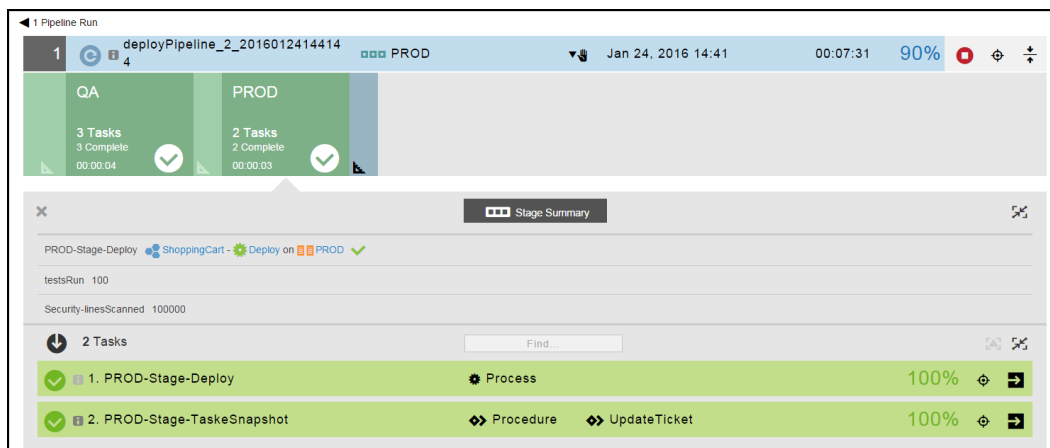 1 Pipeline Run
1 deployPipeline_2_2016012414414 PROD Jan 24, 2016 14:41 00:07:31 90%
4
QA PROD
3 Tasks 2 Tasks
3 Complete 2 Complete
00:00:04 00:00:03
Stage Summary
PROD-Stage-Deploy ShoppingCart - Deploy on PROD
testsRun 100
Security-linesScanned 100000
2 Tasks Find...
1. PROD-Stage-Deploy Process 100%
2. PROD-Stage-TaskeSnapshot Procedure UpdateTicket 100%